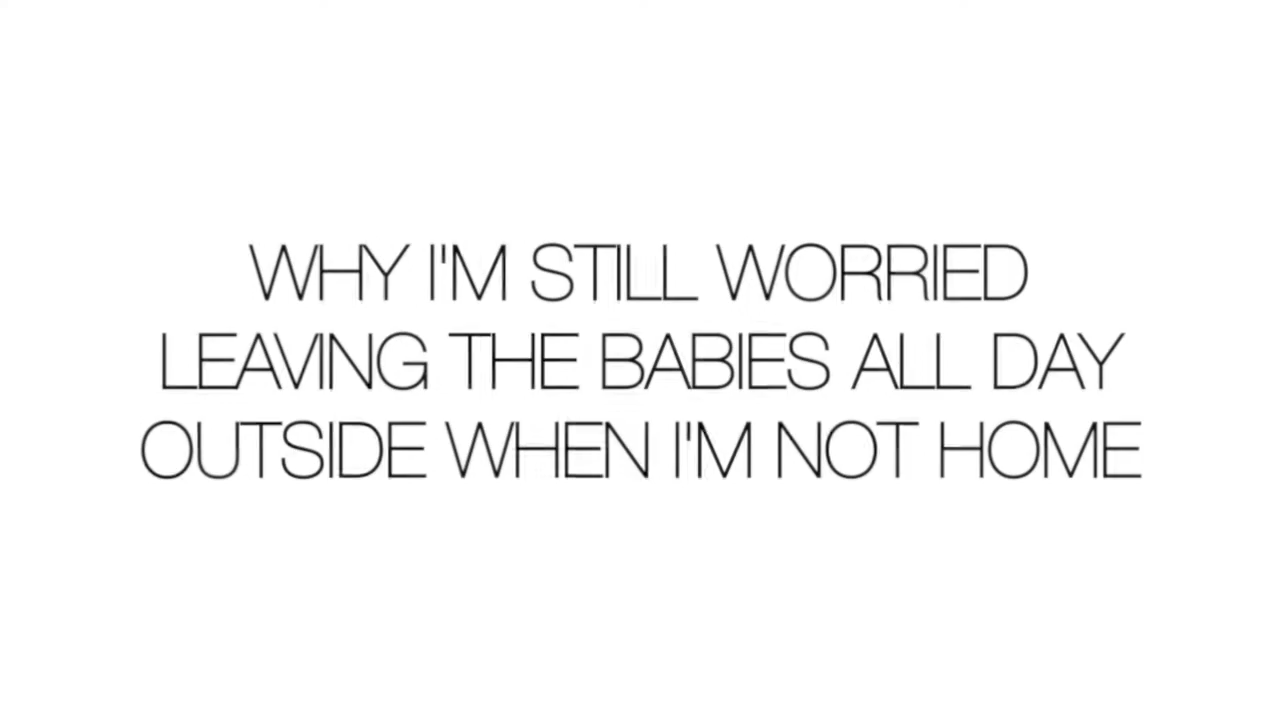 WHY I'M STILL WORRIED
LEAVING THE BABIES ALL DAY
OUTSIDE WHEN I'M NOT HOME